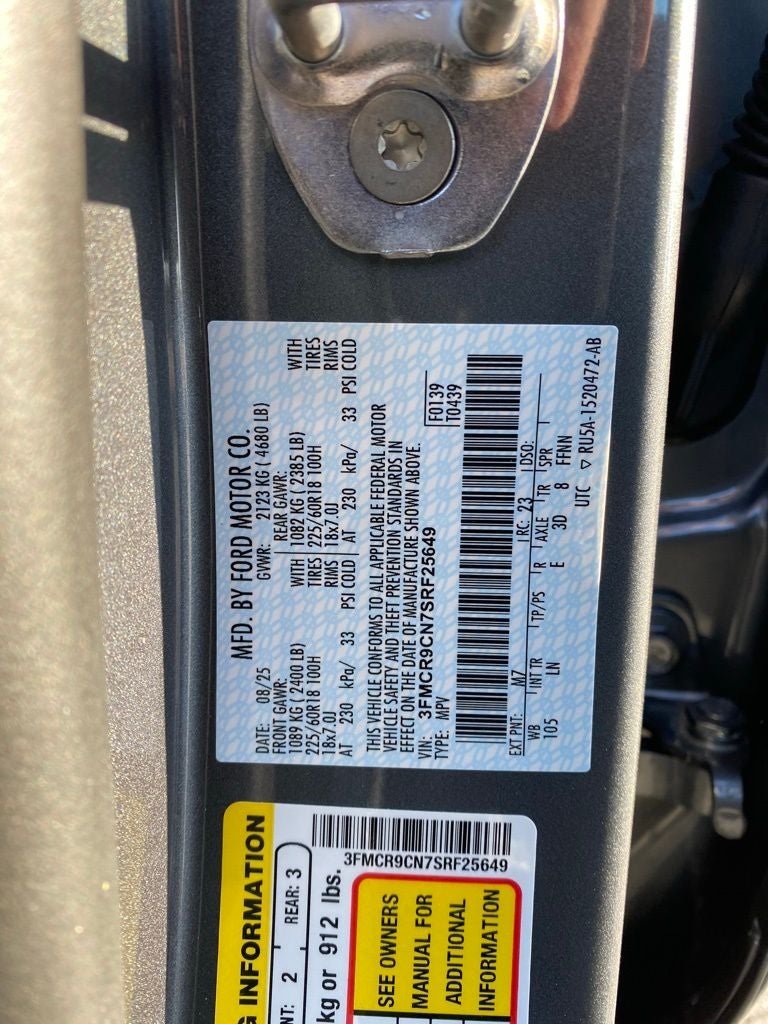 MFD. BY FORD MOTOR CO.
DATE: 08/25 GVWR: 2123 KG ( 4680 LB)
FRONT GAWR: REAR GAWR:
1089 KG ( 2400 LB) WITH 1082 KG ( 2385 LB) WITH
225/60R18 100H TIRES 225/60R18 100H TIRES
18x7.0J RIMS 18x7.0J RIMS
AT 230 kPa/ 33 PSI COLD AT 230 kPa/ 33 PSI COLD
THIS VEHICLE CONFORMS TO ALL APPLICABLE FEDERAL MOTOR
VEHICLE SAFETY AND THEFT PREVENTION STANDARDS IN
EFFECT ON THE DATE OF MANUFACTURE SHOWN ABOVE.
VIN: 3FMCR9CN7SRF25649 F0139
TYPE: MPV T0439
EXT PNT: M7 RC: 23 DSO:
WB INT TR TP/PS R AXLE TR SPR
105 LN E 3D 8 FFNN
UTC ▽ RU5A-1520472-AB
3FMCR9CN7SRF25649
G INFORMATION
NT: 2 REAR: 3
kg or 912 lbs.
SEE OWNERS
MANUAL FOR
ADDITIONAL
INFORMATION